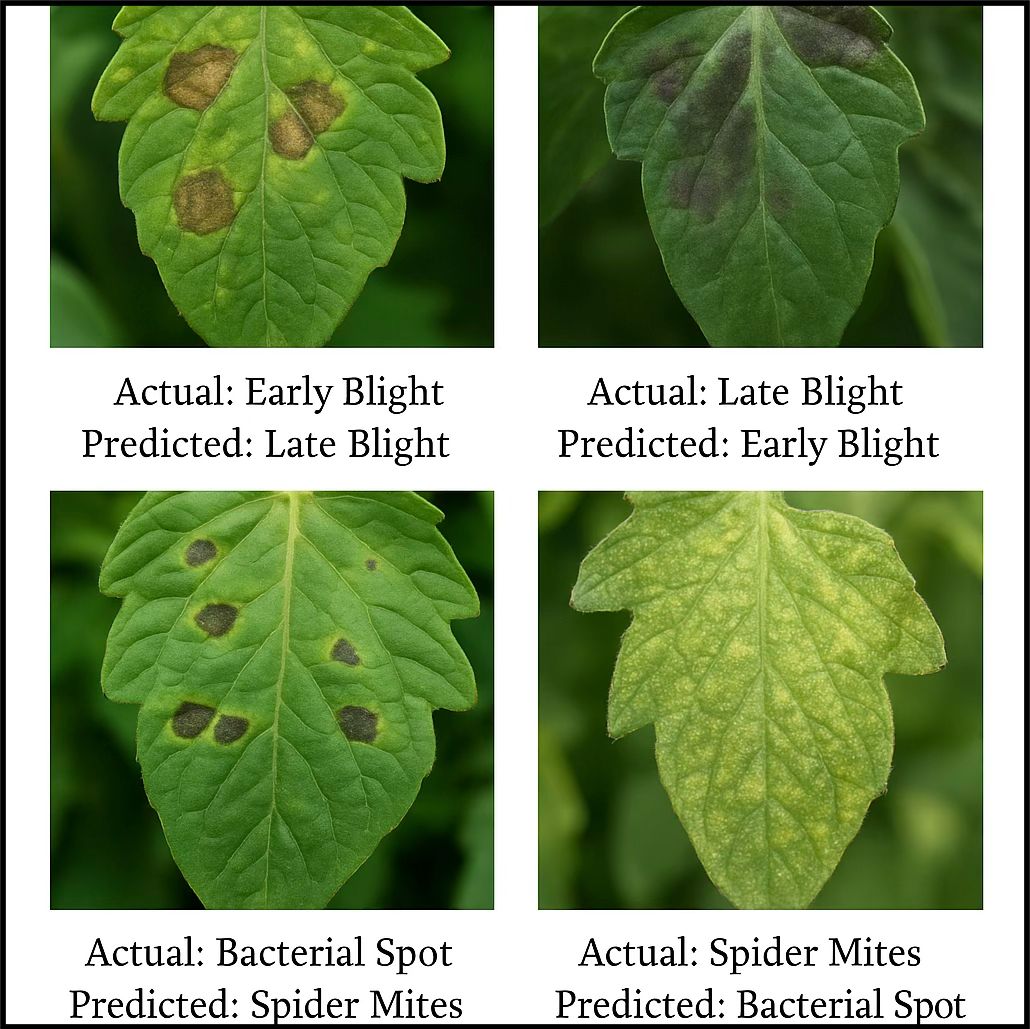 Actual: Early Blight
Predicted: Late Blight
Actual: Late Blight
Predicted: Early Blight
Actual: Bacterial Spot
Predicted: Spider Mites
Actual: Spider Mites
Predicted: Bacterial Spot